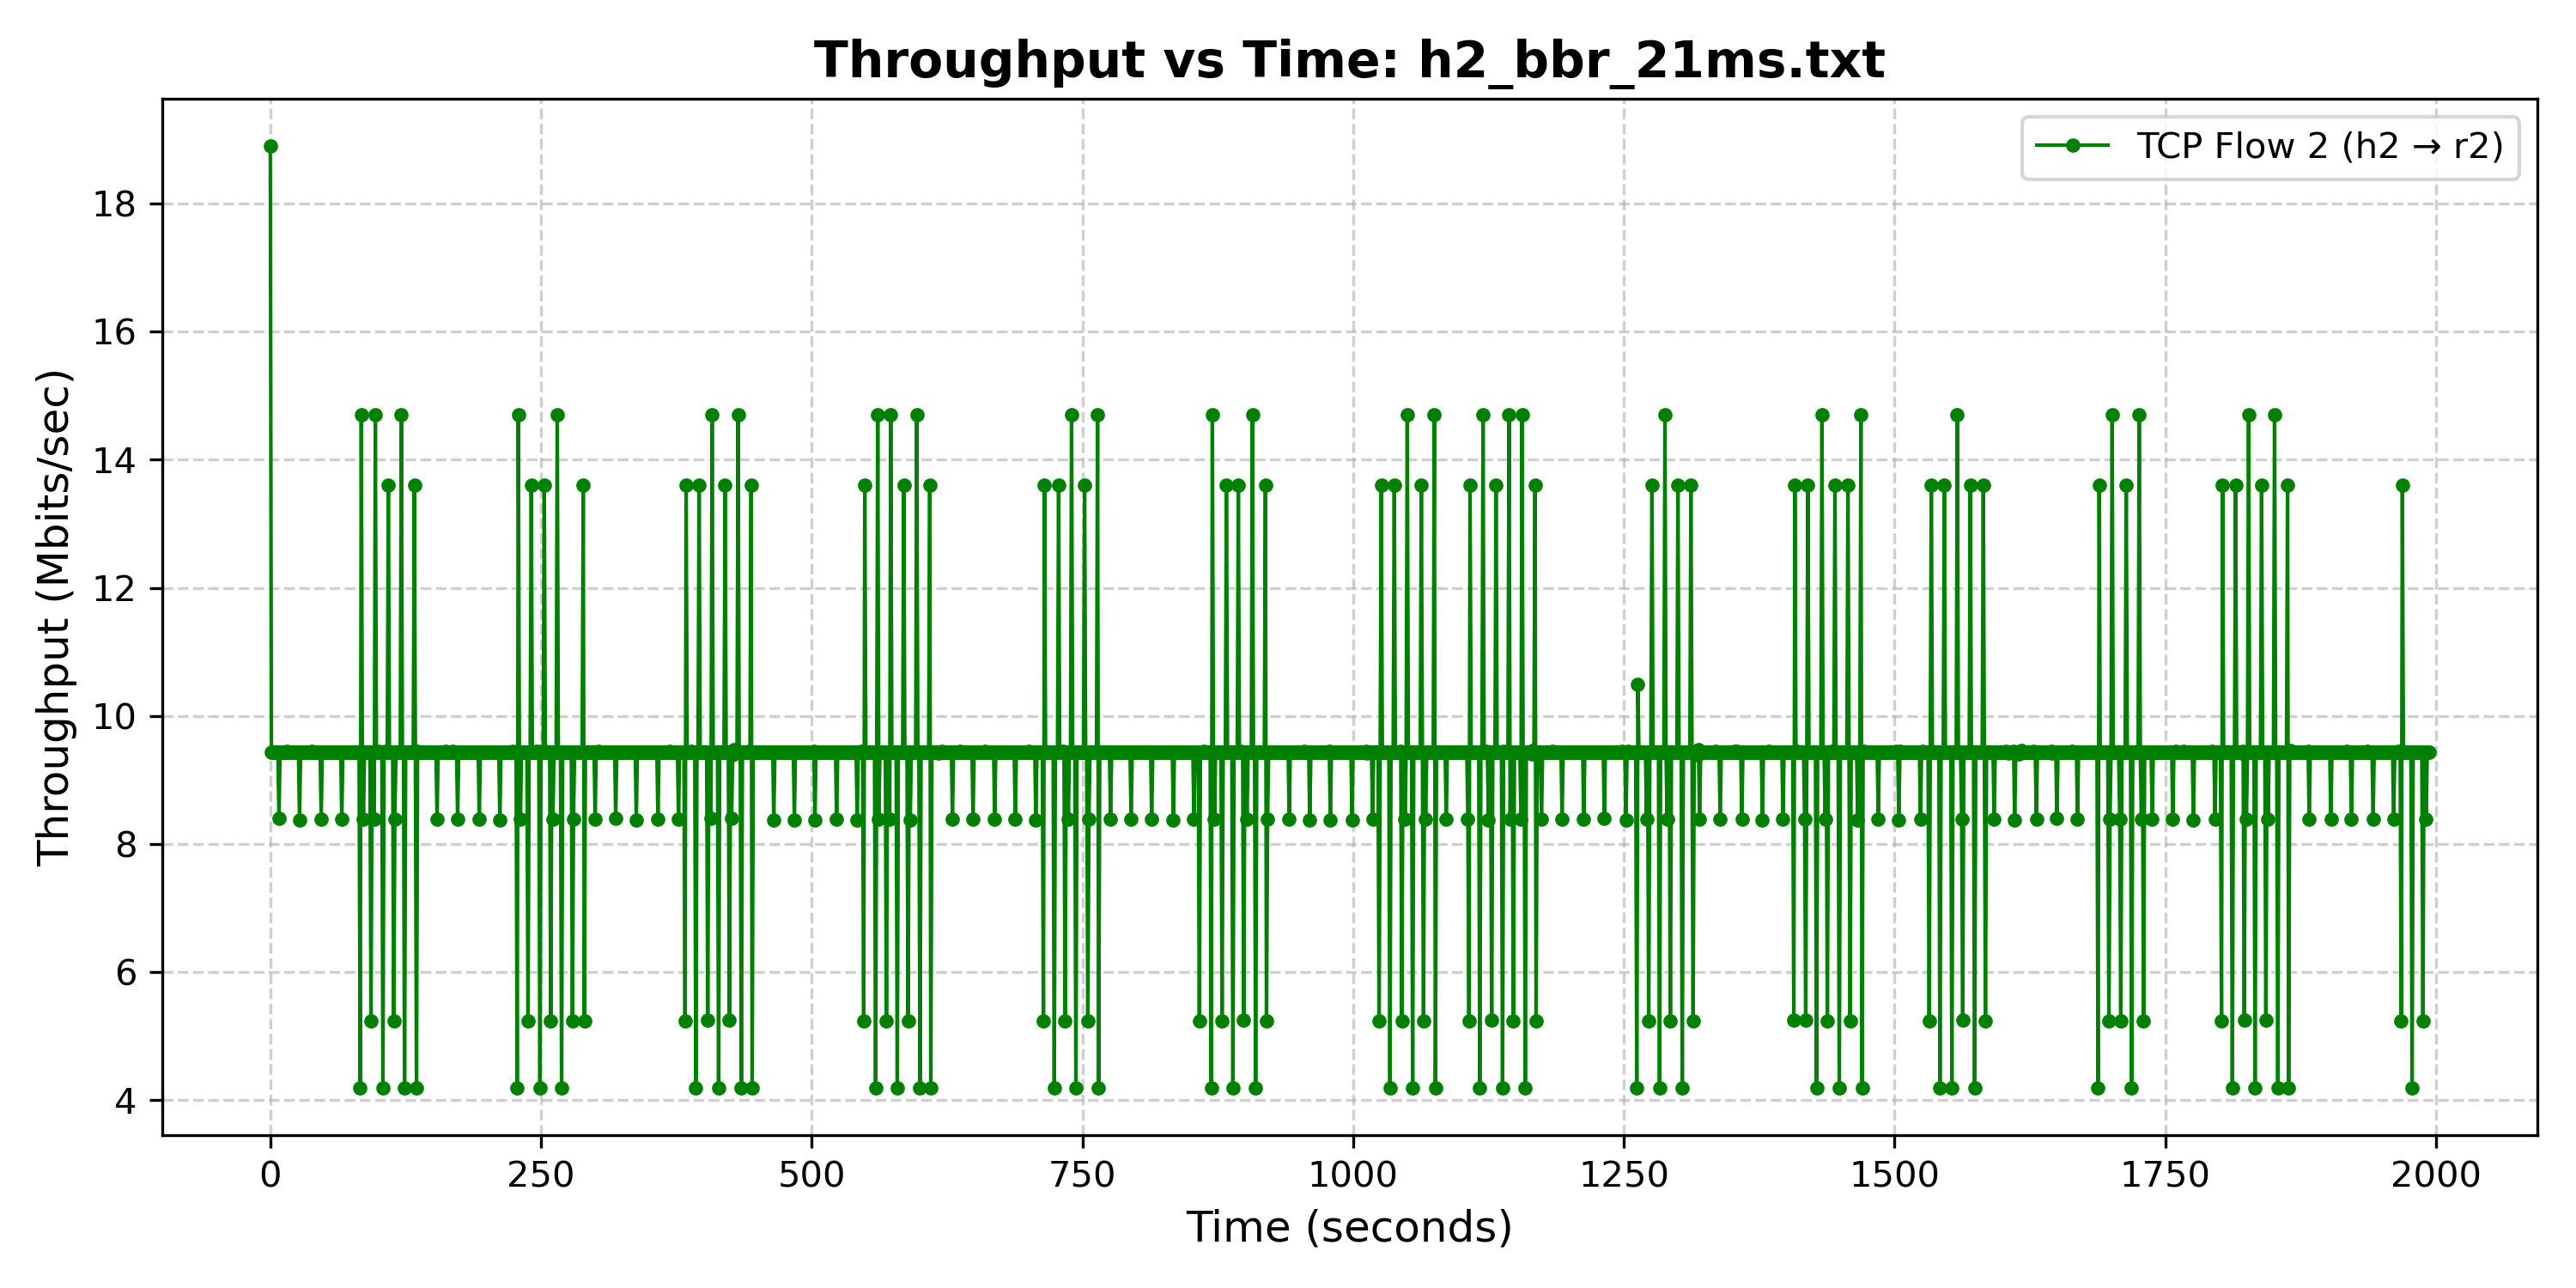 Throughput vs Time: h2_bbr_21ms.txt
TCP Flow 2 (h2 → r2)
Throughput (Mbits/sec)
18
16
14
12
10
8
6
4
0 250 500 750 1000 1250 1500 1750 2000
Time (seconds)